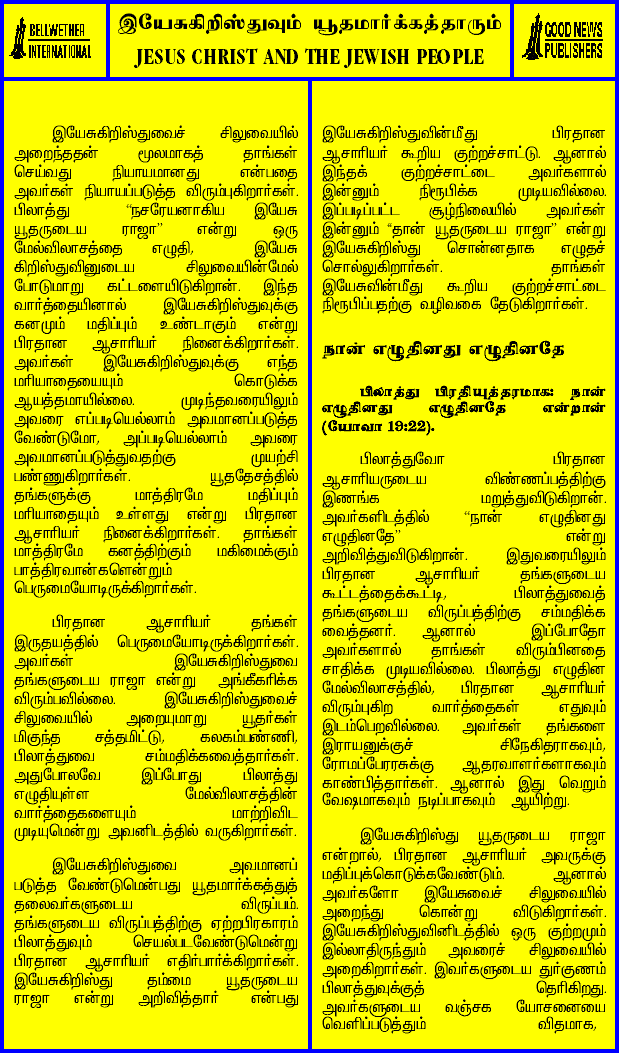 BELLWETHER
INTERNATIONAL
இயேசுகிறிஸ்துவும் யூதமார்க்கத்தாரும்
JESUS CHRIST AND THE JEWISH PEOPLE
GOOD NEWS
PUBLISHERS
இயேசுகிறிஸ்துவைச் சிலுவையில்
அறைந்ததன் மூலமாகத் தாங்கள்
செய்வது நியாயமானது என்பதை
அவர்கள் நியாயப்படுத்த விரும்புகிறார்கள்.
பிலாத்து “நசரேயனாகிய இயேசு
யூதருடைய ராஜா” என்று ஒரு
மேல்விலாசத்தை எழுதி, இயேசு
கிறிஸ்துவினுடைய சிலுவையின்மேல்
போடுமாறு கட்டளையிடுகிறான். இந்த
வார்த்தையினால் இயேசுகிறிஸ்துவுக்கு
கனமும் மதிப்பும் உண்டாகும் என்று
பிரதான ஆசாரியர் நினைக்கிறார்கள்.
அவர்கள் இயேசுகிறிஸ்துவுக்கு எந்த
மரியாதையையும் கொடுக்க
ஆயத்தமாயில்லை. முடிந்தவரையிலும்
அவரை எப்படியெல்லாம் அவமானப்படுத்த
வேண்டுமோ, அப்படியெல்லாம் அவரை
அவமானப்படுத்துவதற்கு முயற்சி
பண்ணுகிறார்கள். யூததேசத்தில்
தங்களுக்கு மாத்திரமே மதிப்பும்
மரியாதையும் உள்ளது என்று பிரதான
ஆசாரியர் நினைக்கிறார்கள். தாங்கள்
மாத்திரமே கனத்திற்கும் மகிமைக்கும்
பாத்திரவான்களென்றும்
பெருமையோடிருக்கிறார்கள்.
பிரதான ஆசாரியர் தங்கள்
இருதயத்தில் பெருமையோடிருக்கிறார்கள்.
அவர்கள் இயேசுகிறிஸ்துவை
தங்களுடைய ராஜா என்று அங்கீகரிக்க
விரும்பவில்லை. இயேசுகிறிஸ்துவைச்
சிலுவையில் அறையுமாறு யூதர்கள்
மிகுந்த சத்தமிட்டு, கலகம்பண்ணி,
பிலாத்துவை சம்மதிக்கவைத்தார்கள்.
அதுபோலவே இப்போது பிலாத்து
எழுதியுள்ள மேல்விலாசத்தின்
வார்த்தைகளையும் மாற்றிவிட
முடியுமென்று அவனிடத்தில் வருகிறார்கள்.
இயேசுகிறிஸ்துவை அவமானப்
படுத்த வேண்டுமென்பது யூதமார்க்கத்துத்
தலைவர்களுடைய விருப்பம்.
தங்களுடைய விருப்பத்திற்கு ஏற்றபிரகாரம்
பிலாத்துவும் செயல்படவேண்டுமென்று
பிரதான ஆசாரியர் எதிர்பார்க்கிறார்கள்.
இயேசுகிறிஸ்து தம்மை யூதருடைய
ராஜா என்று அறிவித்தார் என்பது
இயேசுகிறிஸ்துவின்மீது பிரதான
ஆசாரியர் கூறிய குற்றச்சாட்டு. ஆனால்
இந்தக் குற்றச்சாட்டை அவர்களால்
இன்னும் நிரூபிக்க முடியவில்லை.
இப்படிப்பட்ட சூழ்நிலையில் அவர்கள்
இன்னும் “தான் யூதருடைய ராஜா” என்று
இயேசுகிறிஸ்து சொன்னதாக எழுதச்
சொல்லுகிறார்கள். தாங்கள்
இயேசுவின்மீது கூறிய குற்றச்சாட்டை
நிரூபிப்பதற்கு வழிவகை தேடுகிறார்கள்.
நான் எழுதினது எழுதினதே
பிலாத்து பிரதியுத்தரமாக: நான்
எழுதினது எழுதினதே என்றான்
(யோவா 19:22).
பிலாத்துவோ பிரதான
ஆசாரியருடைய விண்ணப்பத்திற்கு
இணங்க மறுத்துவிடுகிறான்.
அவர்களிடத்தில் “நான் எழுதினது
எழுதினதே” என்று
அறிவித்துவிடுகிறான். இதுவரையிலும்
பிரதான ஆசாரியர் தங்களுடைய
கூட்டத்தைக்கூட்டி, பிலாத்துவைத்
தங்களுடைய விருப்பத்திற்கு சம்மதிக்க
வைத்தனர். ஆனால் இப்போதோ
அவர்களால் தாங்கள் விரும்பினதை
சாதிக்க முடியவில்லை. பிலாத்து எழுதின
மேல்விலாசத்தில், பிரதான ஆசாரியர்
விரும்புகிற வார்த்தைகள் எதுவும்
இடம்பெறவில்லை. அவர்கள் தங்களை
இராயனுக்குச் சிநேகிதராகவும்,
ரோமப்பேரரசுக்கு ஆதரவாளர்களாகவும்
காண்பித்தார்கள். ஆனால் இது வெறும்
வேஷமாகவும் நடிப்பாகவும் ஆயிற்று.
இயேசுகிறிஸ்து யூதருடைய ராஜா
என்றால், பிரதான ஆசாரியர் அவருக்கு
மதிப்புக்கொடுக்கவேண்டும். ஆனால்
அவர்களோ இயேசுவைச் சிலுவையில்
அறைந்து கொன்று விடுகிறார்கள்.
இயேசுகிறிஸ்துவினிடத்தில் ஒரு குற்றமும்
இல்லாதிருந்தும் அவரைச் சிலுவையில்
அறைகிறார்கள். இவர்களுடைய துர்குணம்
பிலாத்துவுக்குத் தெரிகிறது.
அவர்களுடைய வஞ்சக யோசனையை
வெளிப்படுத்தும் விதமாக,